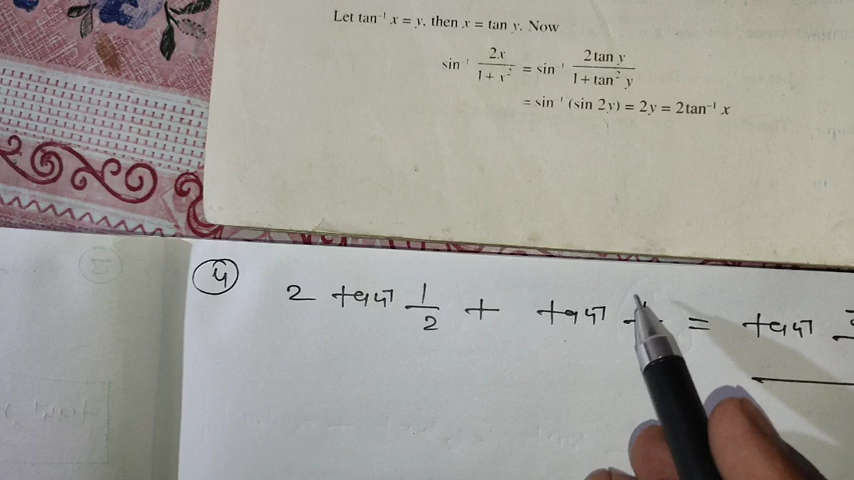 Let tan⁻¹ x = y, then x = tan y. Now
sin⁻¹ 2x/1+x² = sin⁻¹ 2 tan y/1+tan² y
= sin⁻¹ (sin 2y) = 2y = 2tan⁻¹ x
4 2 tan⁻¹ 1/2 + tan⁻¹ = tan⁻¹